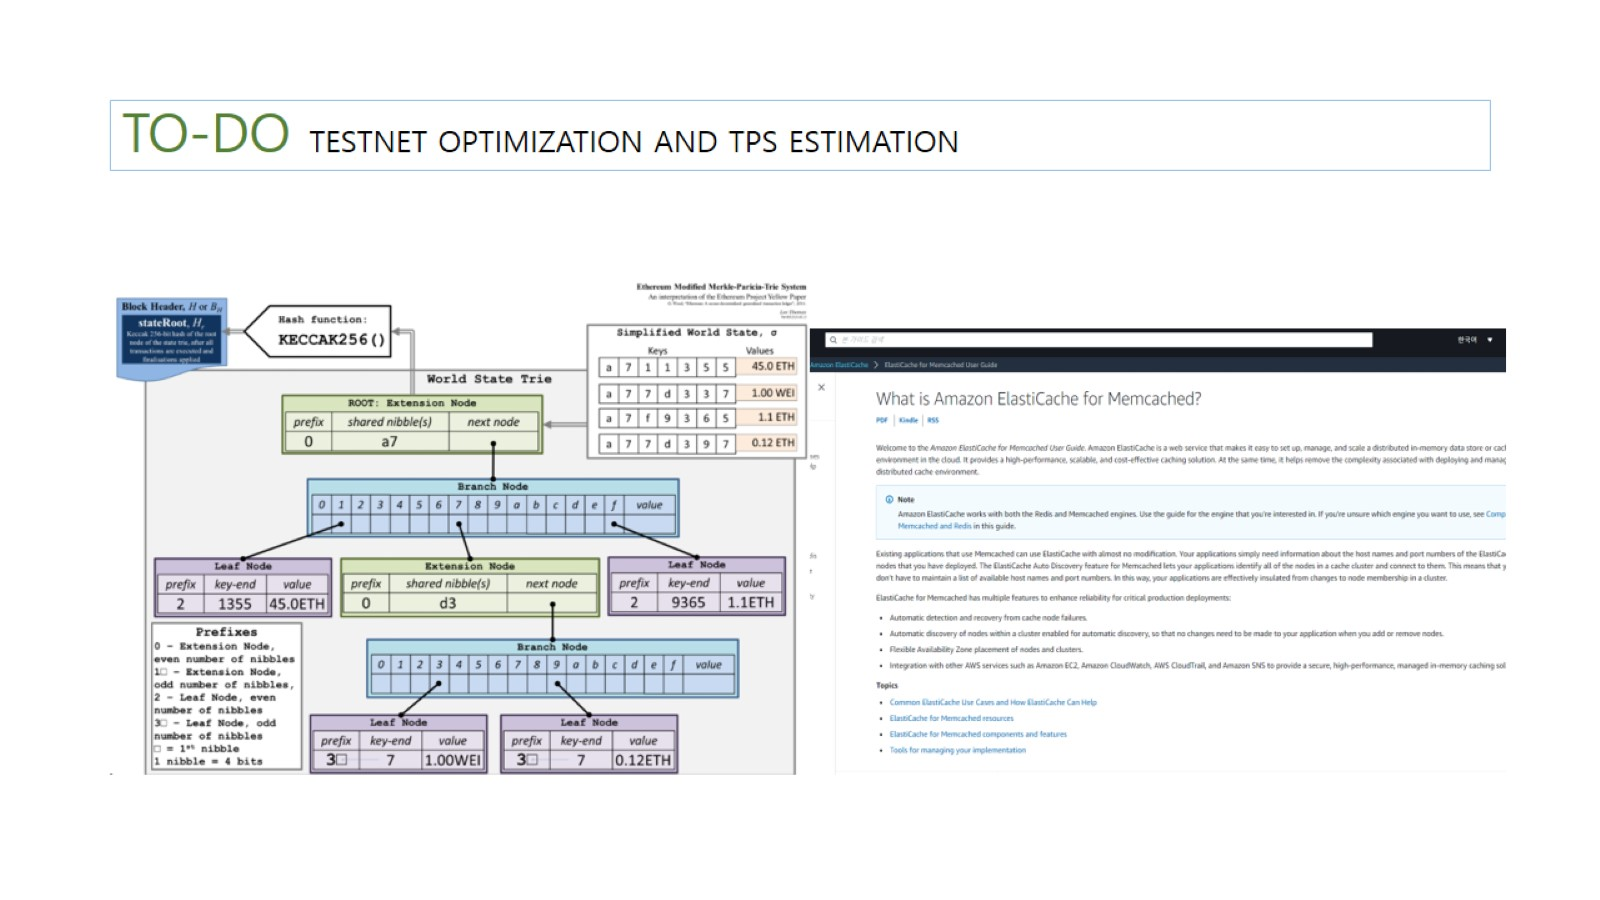 TO-DO TESTNET OPTIMIZATION AND TPS ESTIMATION
Ethereum Modified Merkle-Paricia-Trie System
An interpretation of the Ethereum Project Yellow Paper
Block Header, H or B_H
stateRoot, H_r
Keccak 256-bit hash of the root
node of the state trie, after all
transactions are executed and
finalisations applied
Hash function:
KECCAK256()
Simplified World State, σ
Keys Values
a 7 1 1 3 5 5 45.0 ETH
a 7 7 d 3 3 7 1.00 WEI
a 7 f 9 3 6 5 1.1 ETH
a 7 7 d 3 9 7 0.12 ETH
World State Trie
ROOT: Extension Node
prefix shared nibble(s) next node
0 a7
Branch Node
0 1 2 3 4 5 6 7 8 9 a b c d e f value
Leaf Node
prefix key-end value
2 1355 45.0ETH
Extension Node
prefix shared nibble(s) next node
0 d3
Leaf Node
prefix key-end value
2 9365 1.1ETH
Prefixes
0 – Extension Node,
even number of nibbles
1□ – Extension Node,
odd number of nibbles,
2 – Leaf Node, even
number of nibbles
3□ – Leaf Node, odd
number of nibbles
□ = 1ˢᵗ nibble
1 nibble = 4 bits
Branch Node
0 1 2 3 4 5 6 7 8 9 a b c d e f value
Leaf Node
prefix key-end value
3□ 7 1.00WEI
Leaf Node
prefix key-end value
3□ 7 0.12ETH
한국어
Amazon ElastiCache > ElastiCache for Memcached User Guide
What is Amazon ElastiCache for Memcached?
PDF | Kindle | RSS
Welcome to the Amazon ElastiCache for Memcached User Guide. Amazon ElastiCache is a web service that makes it easy to set up, manage, and scale a distributed in-memory data store or cach
environment in the cloud. It provides a high-performance, scalable, and cost-effective caching solution. At the same time, it helps remove the complexity associated with deploying and manag
distributed cache environment.
Note
Amazon ElastiCache works with both the Redis and Memcached engines. Use the guide for the engine that you're interested in. If you're unsure which engine you want to use, see Comp
Memcached and Redis in this guide.
Existing applications that use Memcached can use ElastiCache with almost no modification. Your applications simply need information about the host names and port numbers of the ElastiCa
nodes that you have deployed. The ElastiCache Auto Discovery feature for Memcached lets your applications identify all of the nodes in a cache cluster and connect to them. This means that y
don't have to maintain a list of available host names and port numbers. In this way, your applications are effectively insulated from changes to node membership in a cluster.
ElastiCache for Memcached has multiple features to enhance reliability for critical production deployments:
• Automatic detection and recovery from cache node failures.
• Automatic discovery of nodes within a cluster enabled for automatic discovery, so that no changes need to be made to your application when you add or remove nodes.
• Flexible Availability Zone placement of nodes and clusters.
• Integration with other AWS services such as Amazon EC2, Amazon CloudWatch, AWS CloudTrail, and Amazon SNS to provide a secure, high-performance, managed in-memory caching sol
Topics
• Common ElastiCache Use Cases and How ElastiCache Can Help
• ElastiCache for Memcached resources
• ElastiCache for Memcached components and features
• Tools for managing your implementation